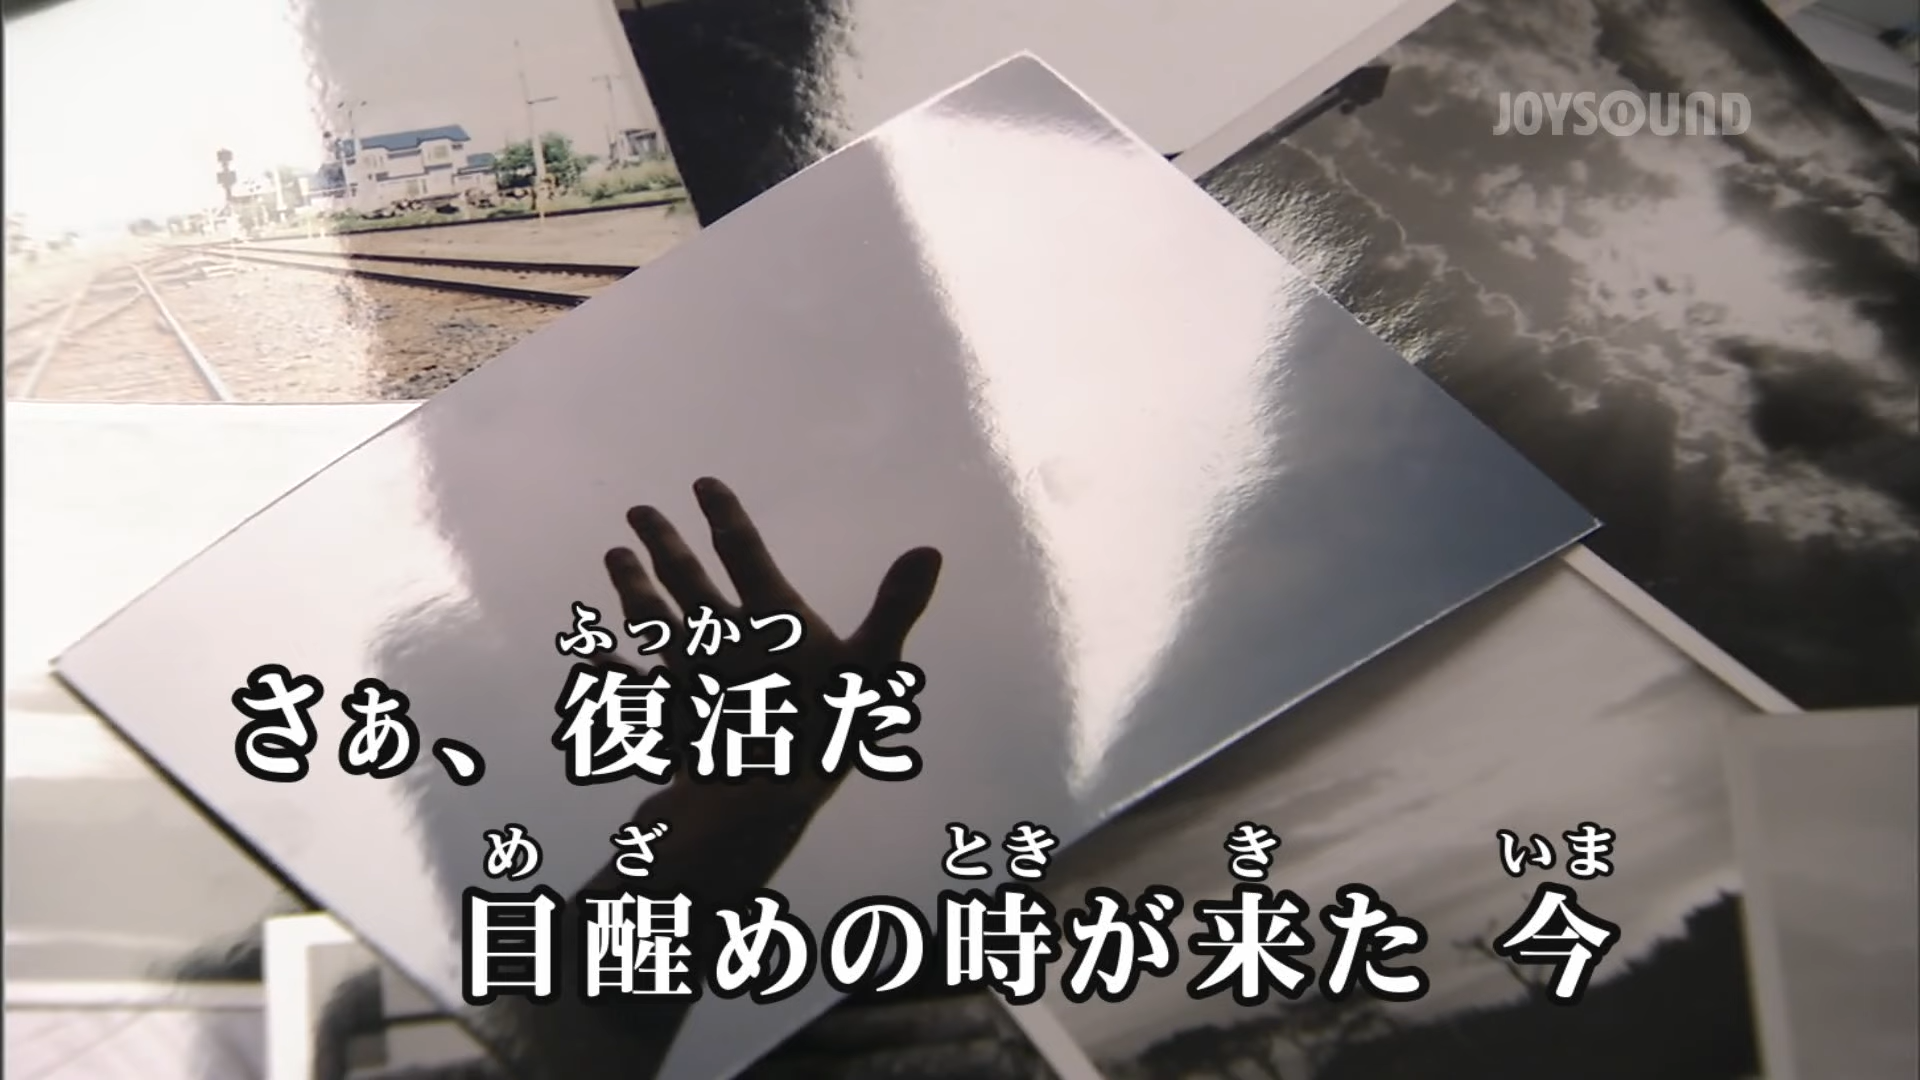 JOYSOUND
ふっかつ
さぁ、復活だ
め ざ とき き いま
目醒めの時が来た 今